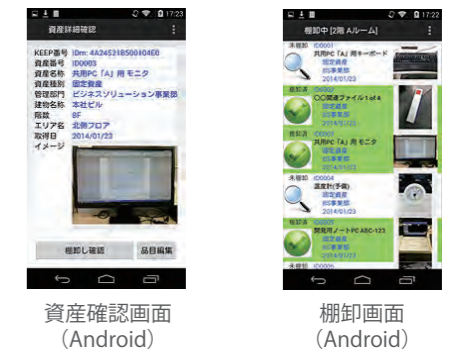 17:23
資産詳細確認
KEEP番号 IDm: 4A24521B500104E0
資産番号 ID0003
資産名称 共用PC「A」用 モニタ
資産種別 固定資産
管理部門 ビジネスソリューション事業部
建物名称 本社ビル
階数 8F
エリア名 北側フロア
取得日 2014/01/23
イメージ
棚卸し確認 品目編集
資産確認画面
(Android)
17:22
棚卸中 [2階 Aルーム]
未棚卸 ID0001
共用PC「A」用キーボード
固定資産
BS事業部
2014/01/23
棚卸済 ID0002
〇〇関連ファイル 1 of 4
固定資産
BS事業部
2014/01/23
棚卸済 ID0003
共用PC「A」用 モニタ
固定資産
BS事業部
2014/01/23
未棚卸 ID0004
温度計(予備)
固定資産
BS事業部
2014/01/23
棚卸済 ID0005
開発用ノートPC ABC-123
固定資産
BS事業部
2014/01/23
未棚卸 ID0006
棚卸画面
(Android)